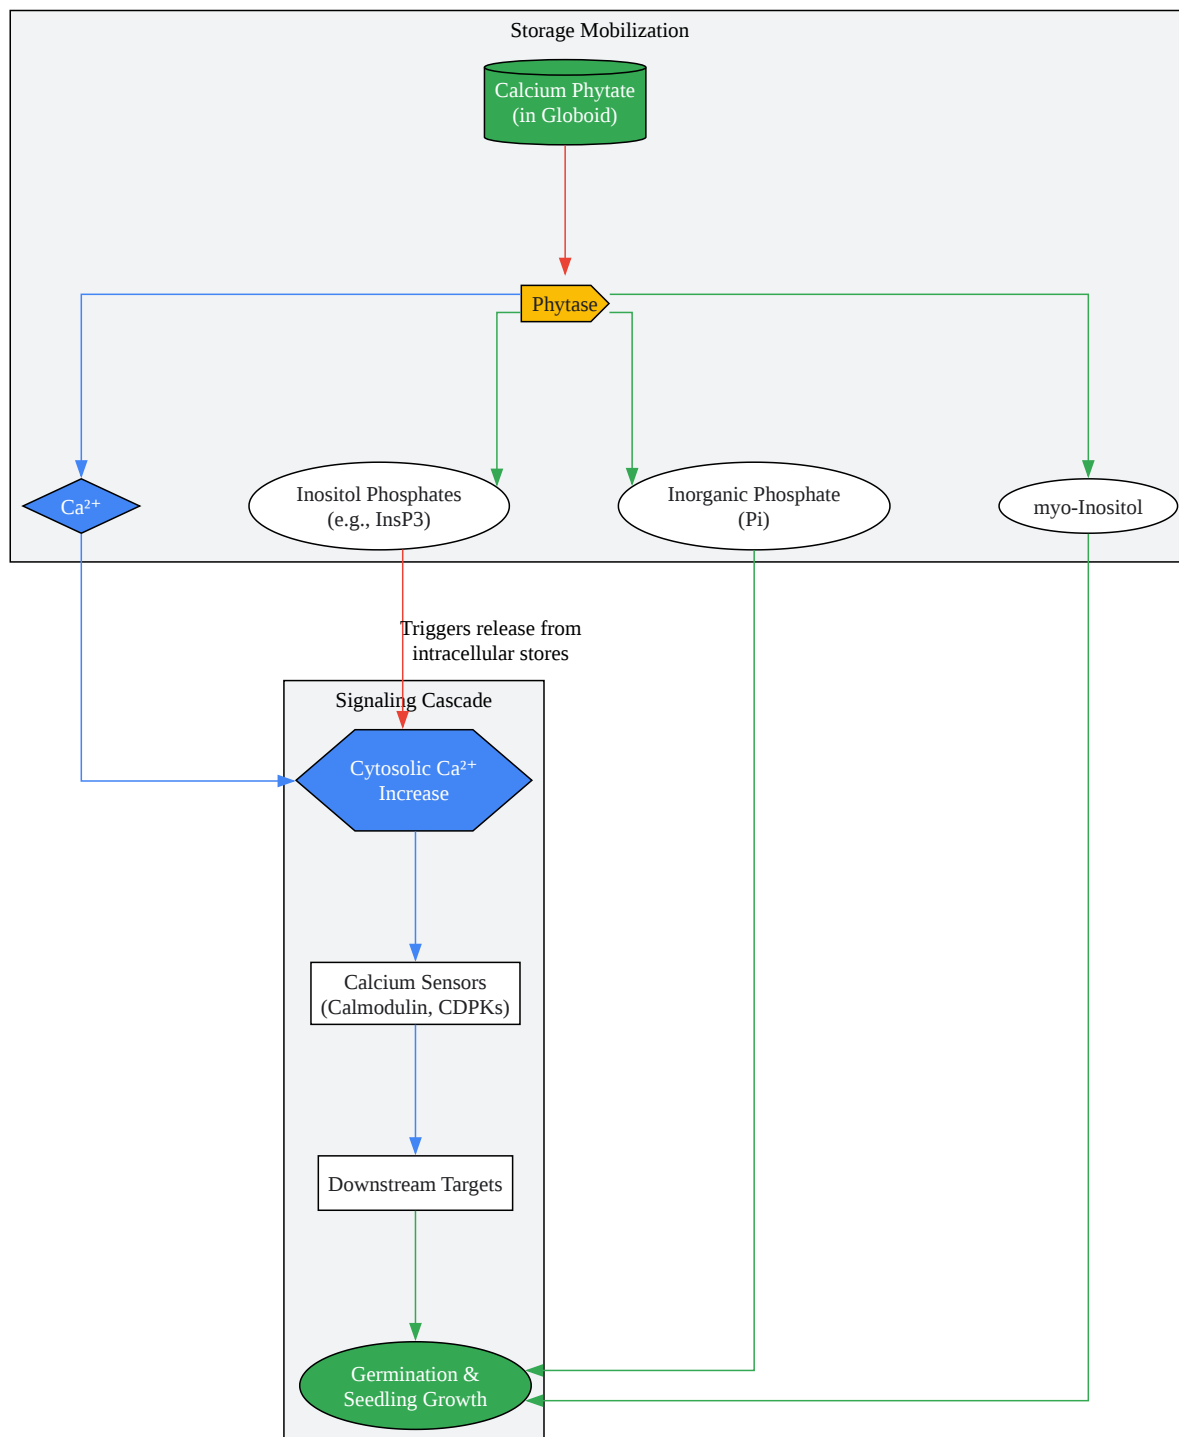 Storage Mobilization
Calcium Phytate
(in Globoid)
Phytase
Ca²⁺
Inositol Phosphates
(e.g., InsP3)
Inorganic Phosphate
(Pi)
myo-Inositol
Triggers release from
intracellular stores
Signaling Cascade
Cytosolic Ca²⁺
Increase
Calcium Sensors
(Calmodulin, CDPKs)
Downstream Targets
Germination &
Seedling Growth